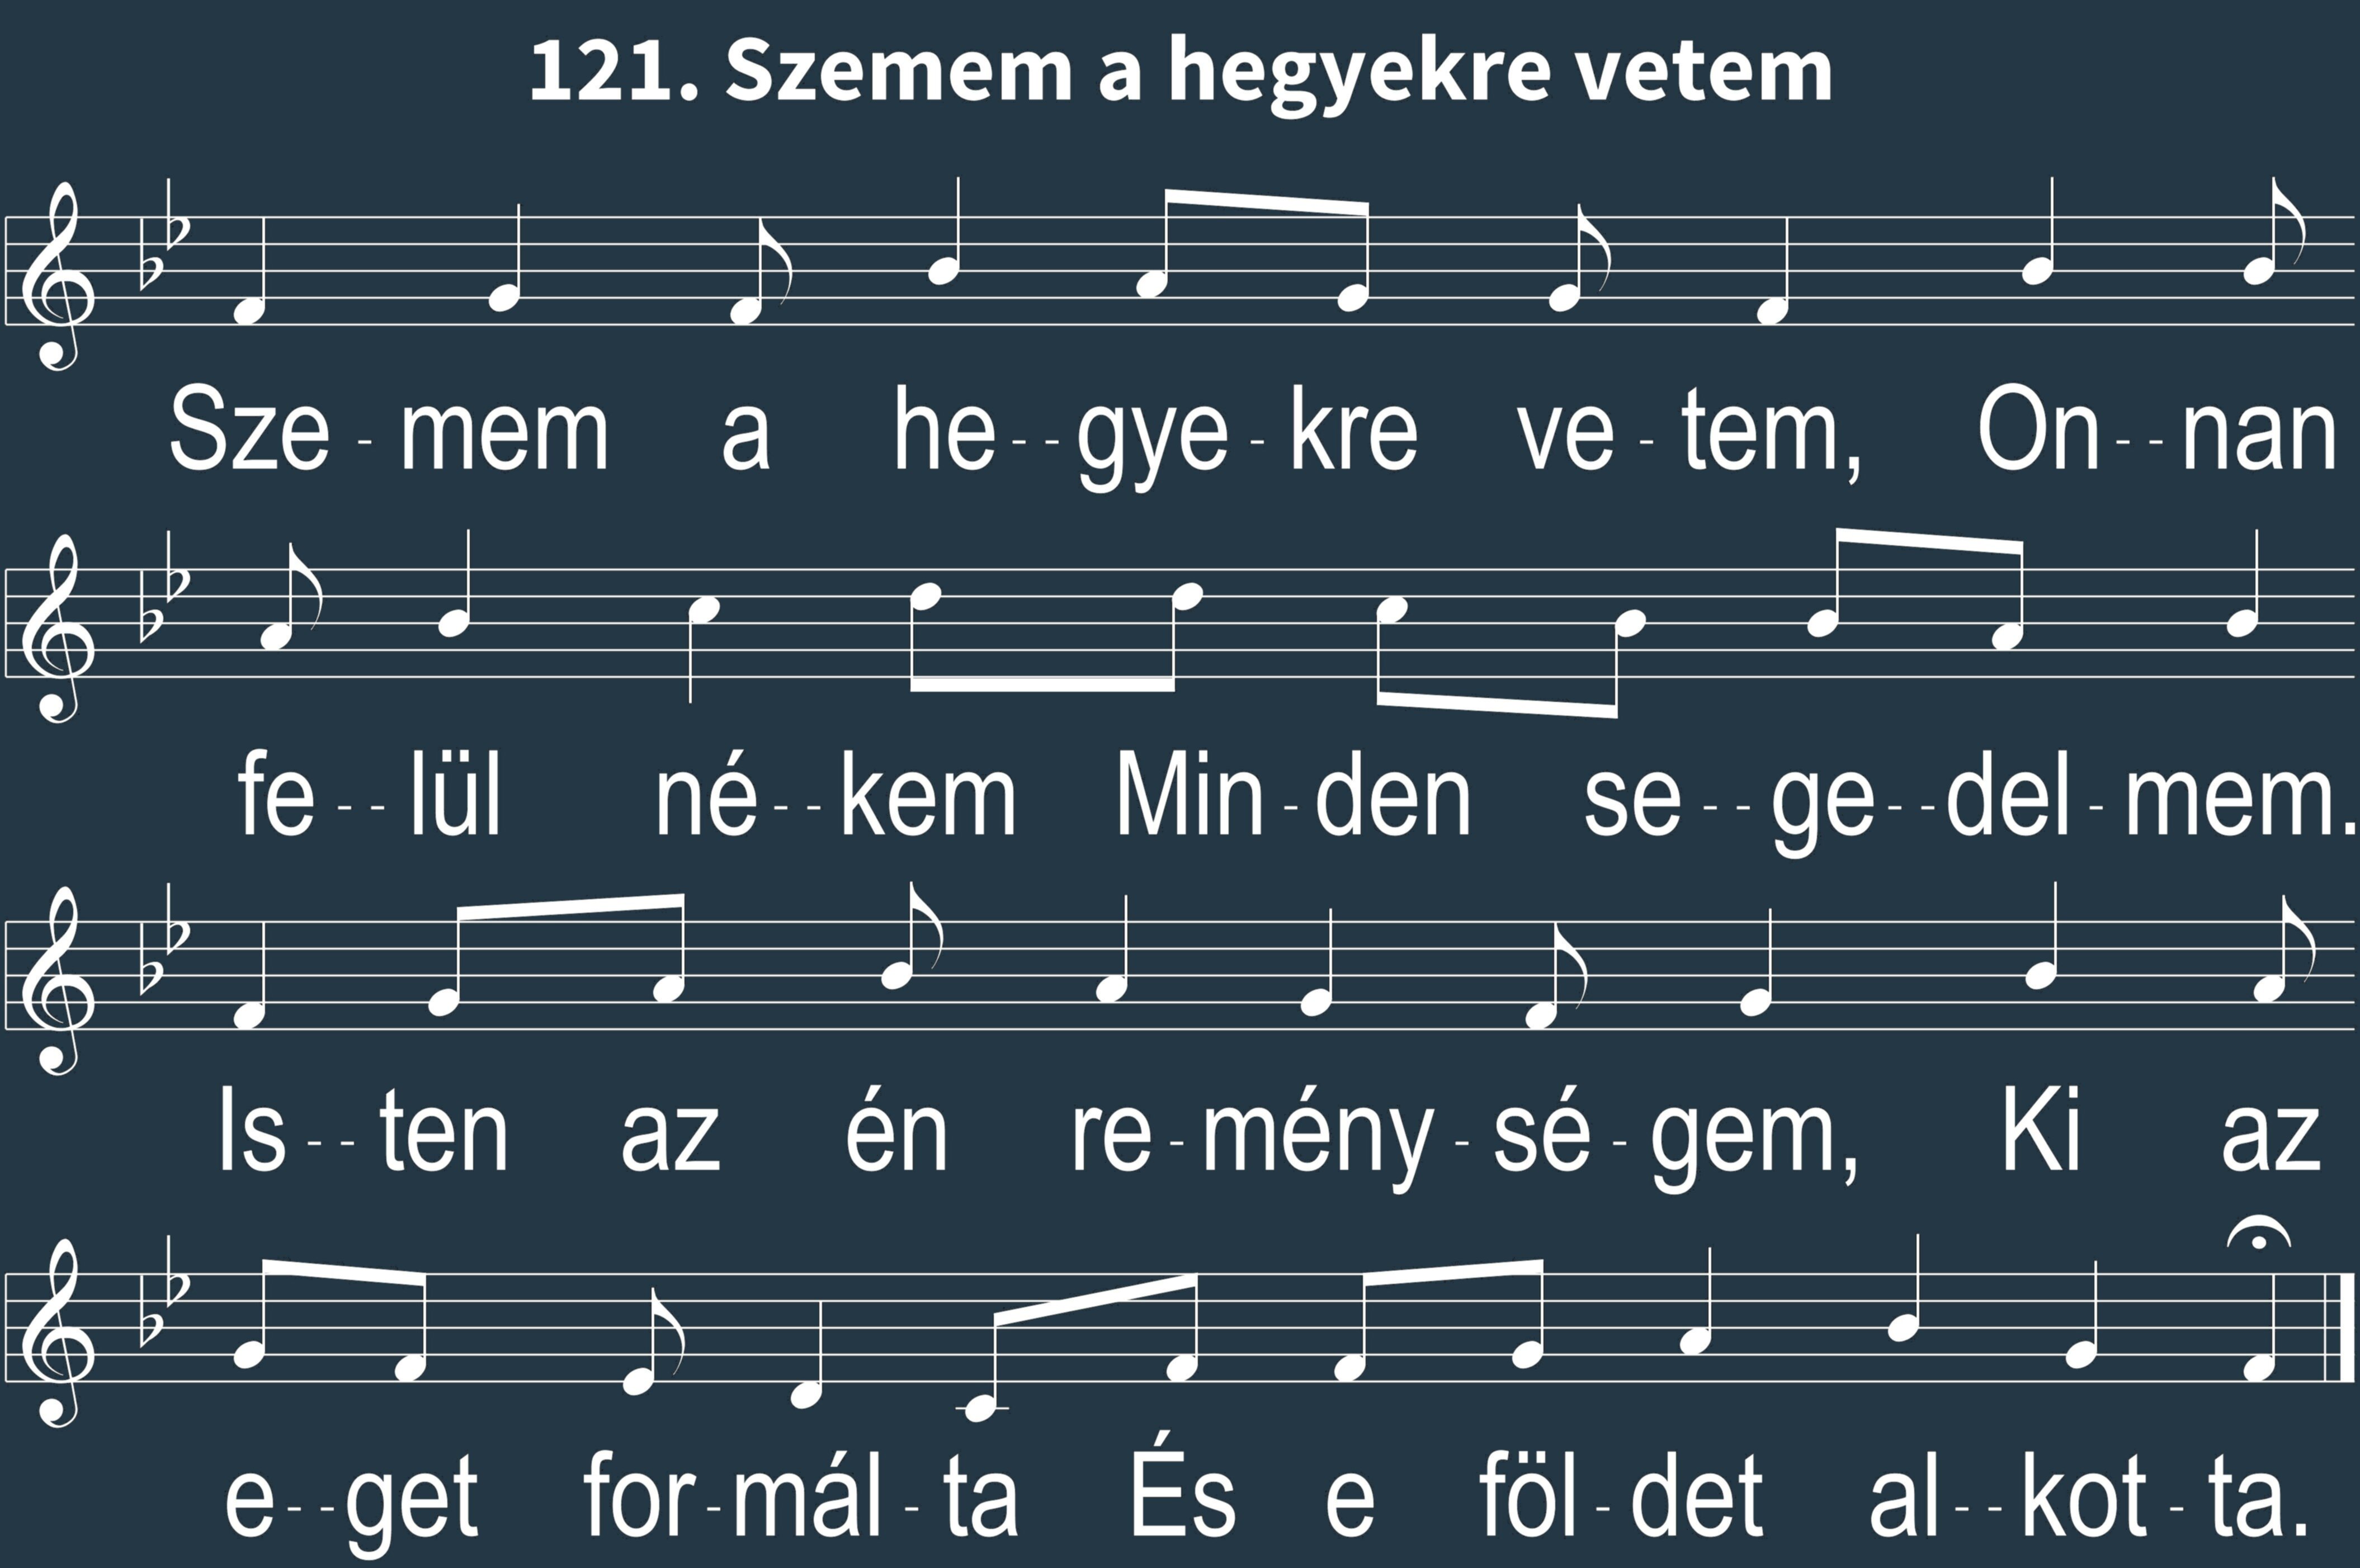 121. Szemem a hegyekre vetem
Sze - mem a he - - gye - kre ve - tem, On - - nan
fe - - lül né - - kem Min - den se - - ge - - del - mem.
Is - - ten az én re - mény - sé - gem, Ki az
e - - get for - mál - ta És e föl - det al - - kot - ta.